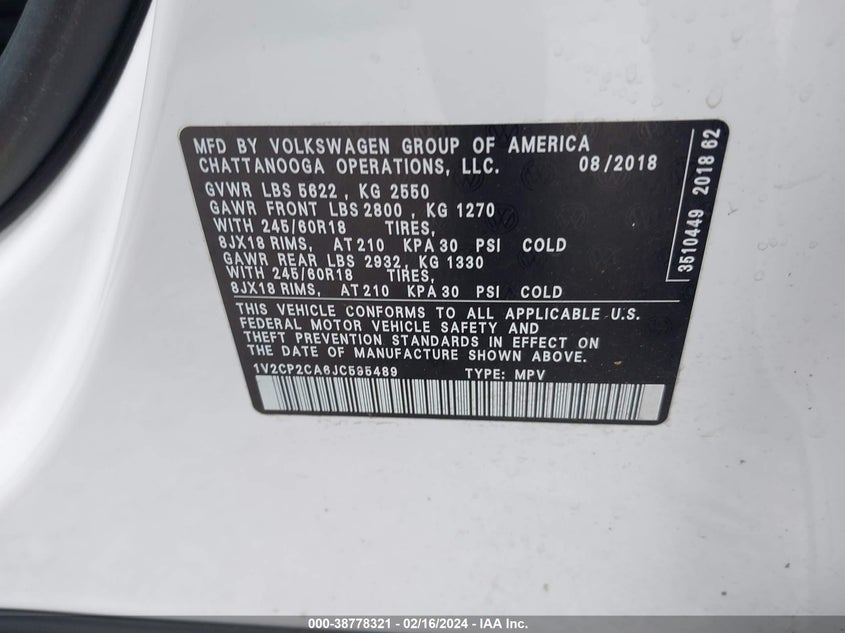 MFD BY VOLKSWAGEN GROUP OF AMERICA
CHATTANOOGA OPERATIONS, LLC. 08/2018
GVWR LBS 5622 , KG 2550
GAWR FRONT LBS 2800 , KG 1270
WITH 245/60R18 TIRES,
8JX18 RIMS, AT 210 KPA 30 PSI COLD
GAWR REAR LBS 2932, KG 1330
WITH 245/60R18 TIRES,
8JX18 RIMS, AT 210 KPA 30 PSI COLD
THIS VEHICLE CONFORMS TO ALL APPLICABLE U.S.
FEDERAL MOTOR VEHICLE SAFETY AND
THEFT PREVENTION STANDARDS IN EFFECT ON
THE DATE OF MANUFACTURE SHOWN ABOVE.
1V2CP2CA6JC595489 TYPE: MPV
3510449 2018 62
000-38778321 - 02/16/2024 - IAA Inc.